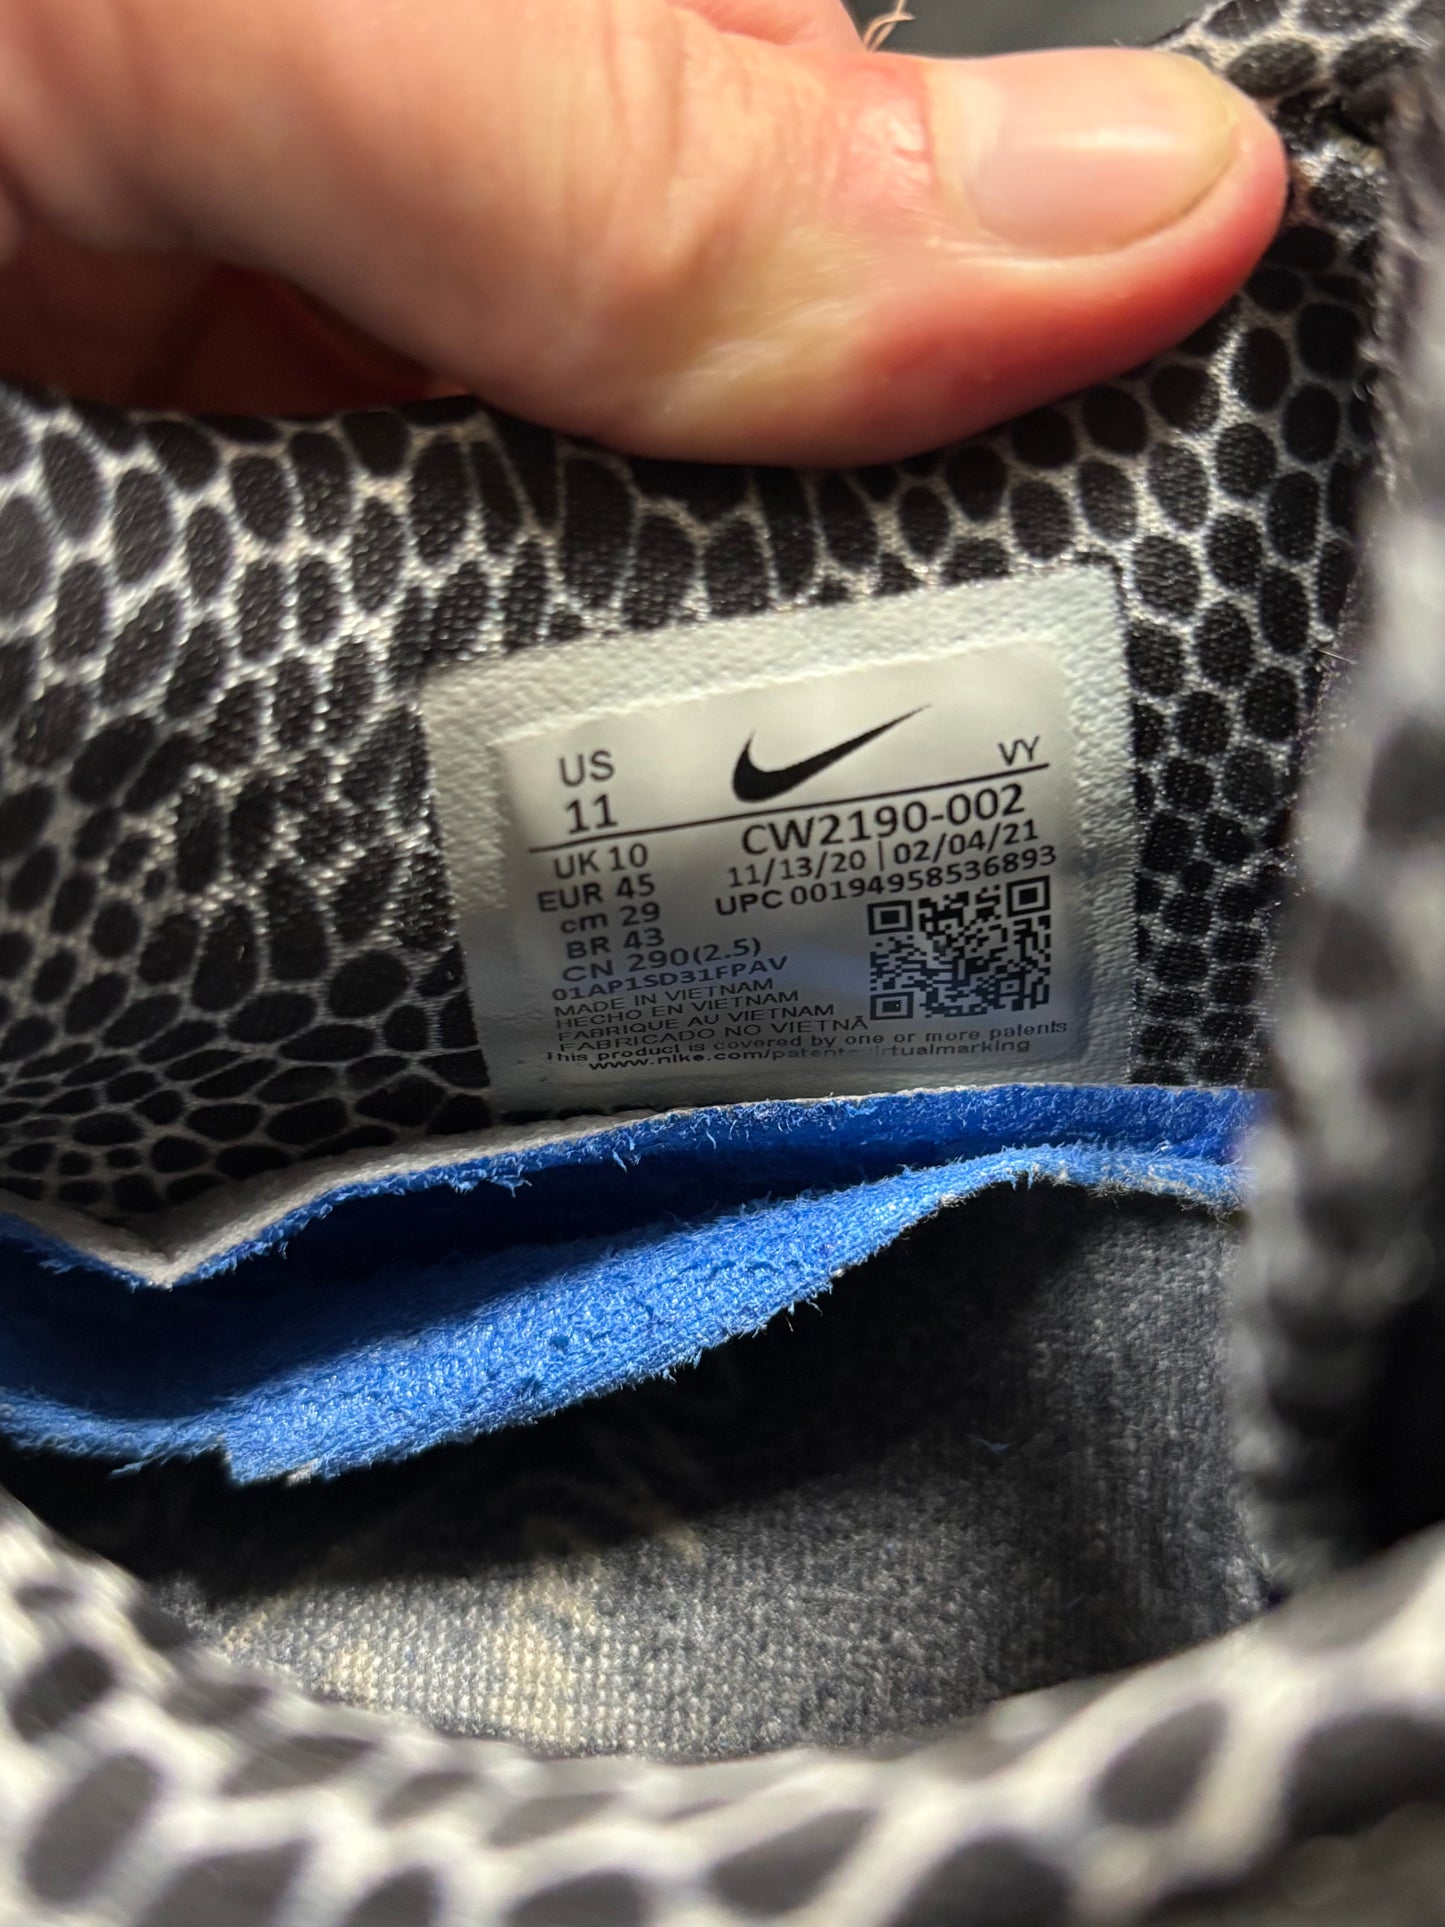 US
11
VY
CW2190-002
UK 10
11/13/20 | 02/04/21
EUR 45
UPC 00194958536893
cm 29
BR 43
CN 290(2.5)
01AP1SD31FPAV
MADE IN VIETNAM
HECHO EN VIETNAM
FABRIQUE AU VIETNAM
FABRICADO NO VIETNÃ
This product is covered by one or more patents
www.nike.com/patent-virtualmarking